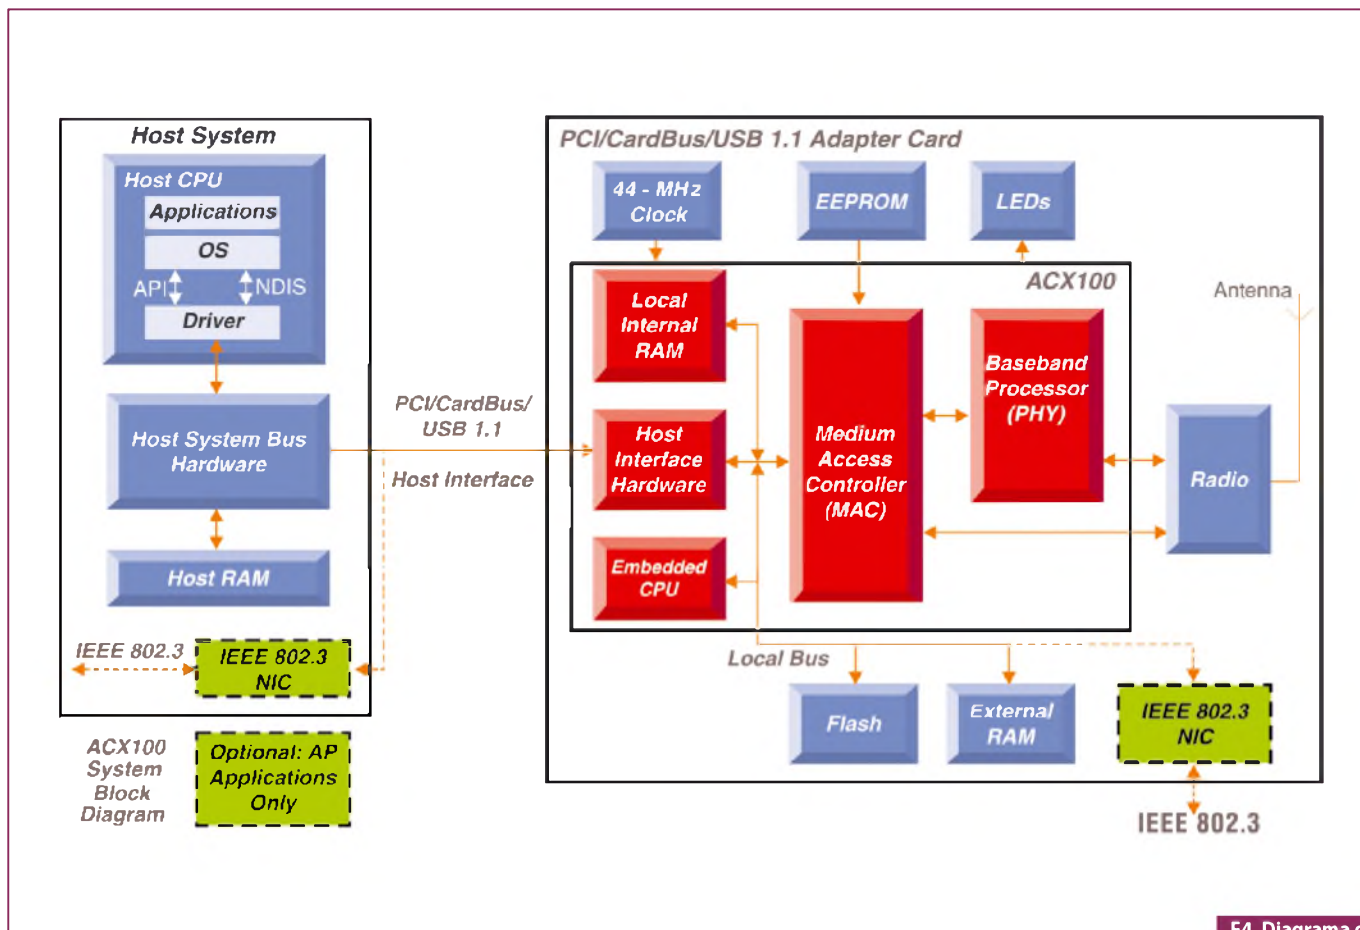 Host System
Host CPU
Applications
OS
API
NDIS
Driver
Host System Bus
Hardware
Host RAM
IEEE 802.3
IEEE 802.3
NIC
ACX100
System
Block
Diagram
Optional: AP
Applications
Only
PCI/CardBus/
USB 1.1
Host Interface
PCI/CardBus/USB 1.1 Adapter Card
44 - MHz
Clock
EEPROM
LEDs
ACX100
Local
Internal
RAM
Host
Interface
Hardware
Embedded
CPU
Medium
Access
Controller
(MAC)
Baseband
Processor
(PHY)
Antenna
Radio
Local Bus
Flash
External
RAM
IEEE 802.3
NIC
IEEE 802.3
Diagrama